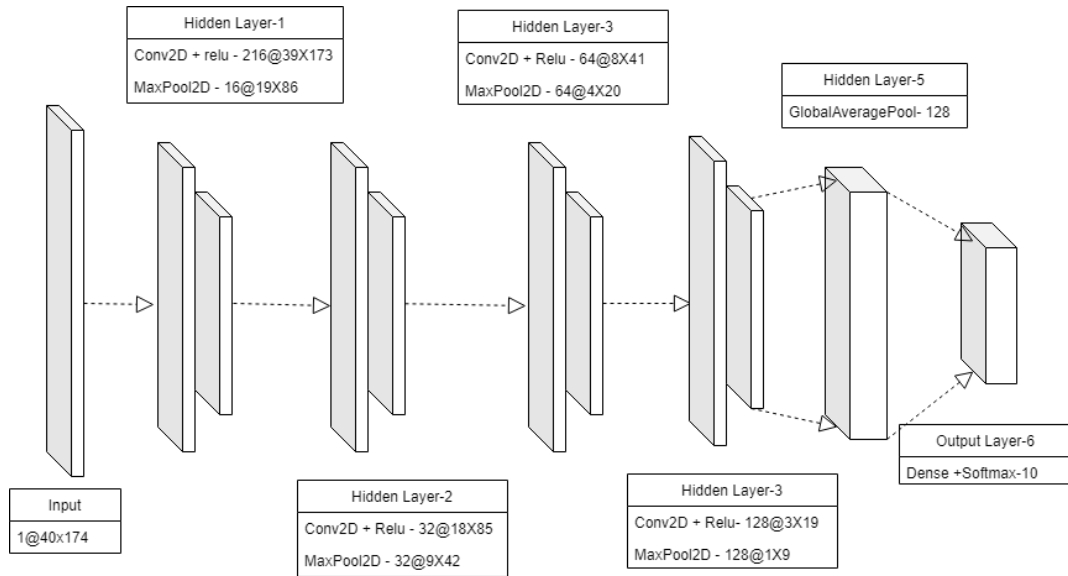 Hidden Layer-1
Conv2D + relu - 216@39X173
MaxPool2D - 16@19X86
Hidden Layer-3
Conv2D + Relu - 64@8X41
MaxPool2D - 64@4X20
Hidden Layer-5
GlobalAveragePool- 128
Input
1@40x174
Hidden Layer-2
Conv2D + Relu - 32@18X85
MaxPool2D - 32@9X42
Hidden Layer-3
Conv2D + Relu- 128@3X19
MaxPool2D - 128@1X9
Output Layer-6
Dense +Softmax-10